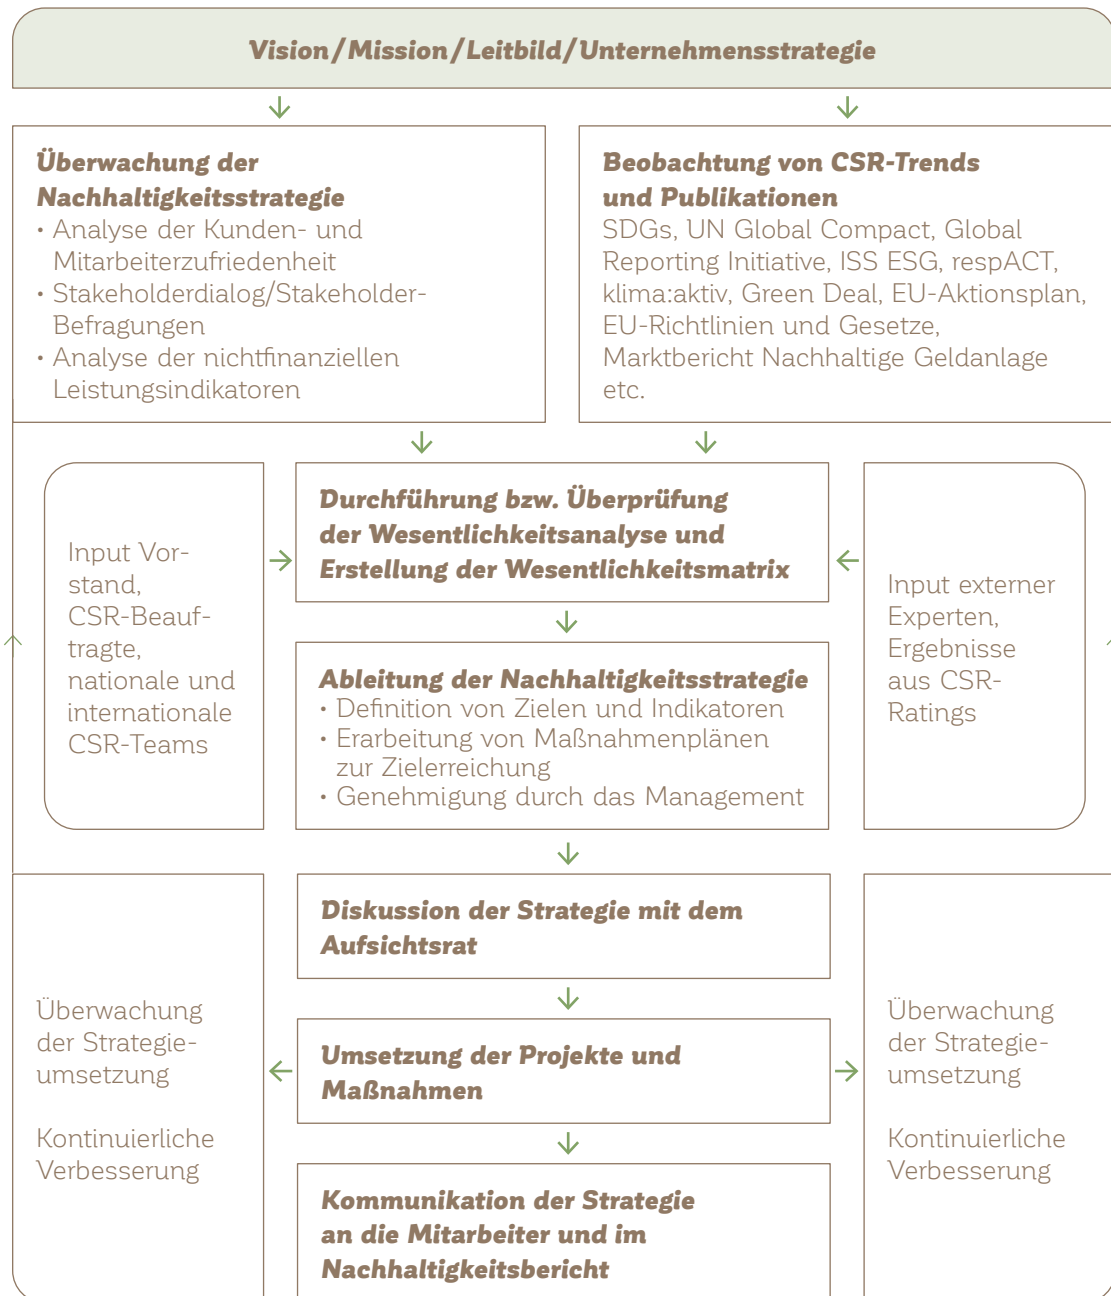 Vision/Mission/Leitbild/Unternehmensstrategie
Überwachung der
Nachhaltigkeitsstrategie
• Analyse der Kunden- und
Mitarbeiterzufriedenheit
• Stakeholderdialog/Stakeholder-
Befragungen
• Analyse der nichtfinanziellen
Leistungsindikatoren
Beobachtung von CSR-Trends
und Publikationen
SDGs, UN Global Compact, Global
Reporting Initiative, ISS ESG, respACT,
klima:aktiv, Green Deal, EU-Aktionsplan,
EU-Richtlinien und Gesetze,
Marktbericht Nachhaltige Geldanlage
etc.
Input Vor-
stand,
CSR-Beauf-
tragte,
nationale und
internationale
CSR-Teams
Durchführung bzw. Überprüfung
der Wesentlichkeitsanalyse und
Erstellung der Wesentlichkeitsmatrix
Input externer
Experten,
Ergebnisse
aus CSR-
Ratings
Ableitung der Nachhaltigkeitsstrategie
• Definition von Zielen und Indikatoren
• Erarbeitung von Maßnahmenplänen
zur Zielerreichung
• Genehmigung durch das Management
Diskussion der Strategie mit dem
Aufsichtsrat
Überwachung
der Strategie-
umsetzung
Kontinuierliche
Verbesserung
Umsetzung der Projekte und
Maßnahmen
Überwachung
der Strategie-
umsetzung
Kontinuierliche
Verbesserung
Kommunikation der Strategie
an die Mitarbeiter und im
Nachhaltigkeitsbericht